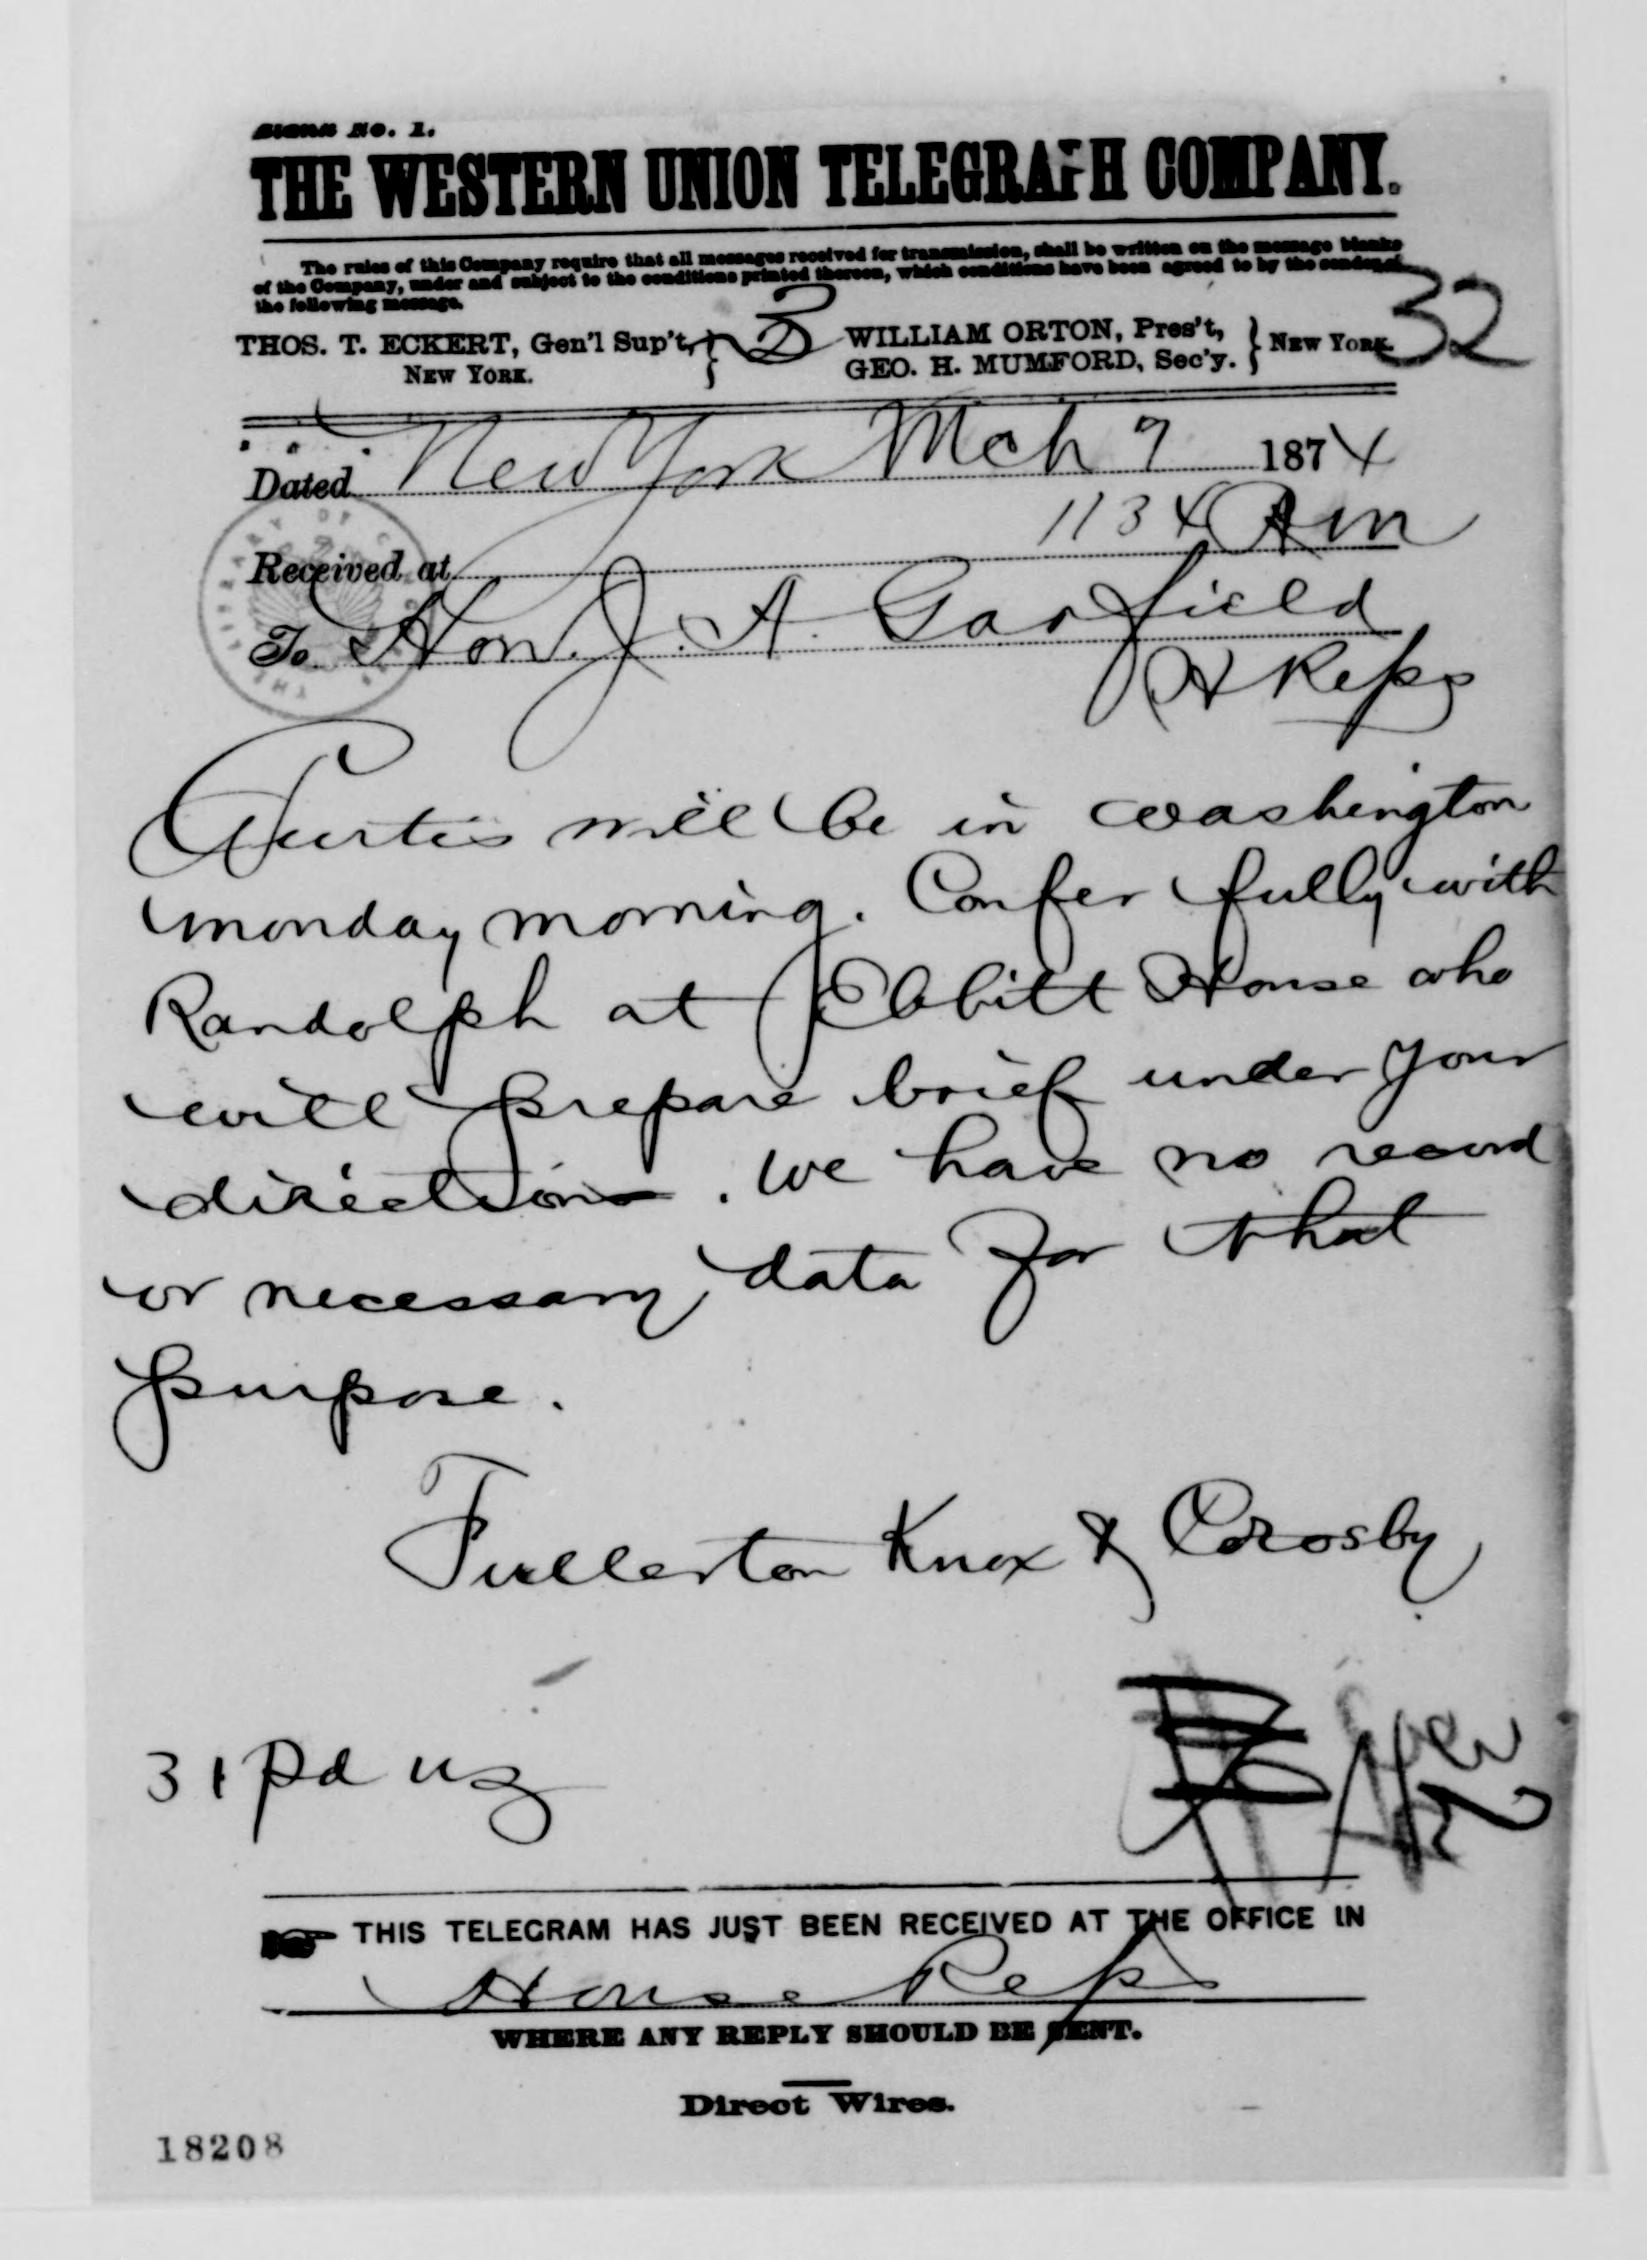 Blank No. 1.
THE WESTERN UNION TELEGRAPH COMPANY.
The rules of this Company require that all messages received for transmission, shall be written on the message blanks
of the Company, under and subject to the conditions printed thereon, which conditions have been agreed to by the sender of
the following message.
THOS. T. ECKERT, Gen'l Sup't, } WILLIAM ORTON, Pres't, } NEW YORK. 32
NEW YORK. GEO. H. MUMFORD, Sec'y.
Dated New York Mch 7 1874
Received at 1134 Am
To Hon. J. A. Garfield
H Reps
Curtis will be in Washington
monday morning. Confer fully with
Randolph at Ebbitt House who
will prepare brief under your
direction. We have no record
or necessary data for that
purpose.
Fullerton Knox & Crosby
31 Pd
THIS TELEGRAM HAS JUST BEEN RECEIVED AT THE OFFICE IN
House Reps
WHERE ANY REPLY SHOULD BE SENT.
Direct Wires.
18208